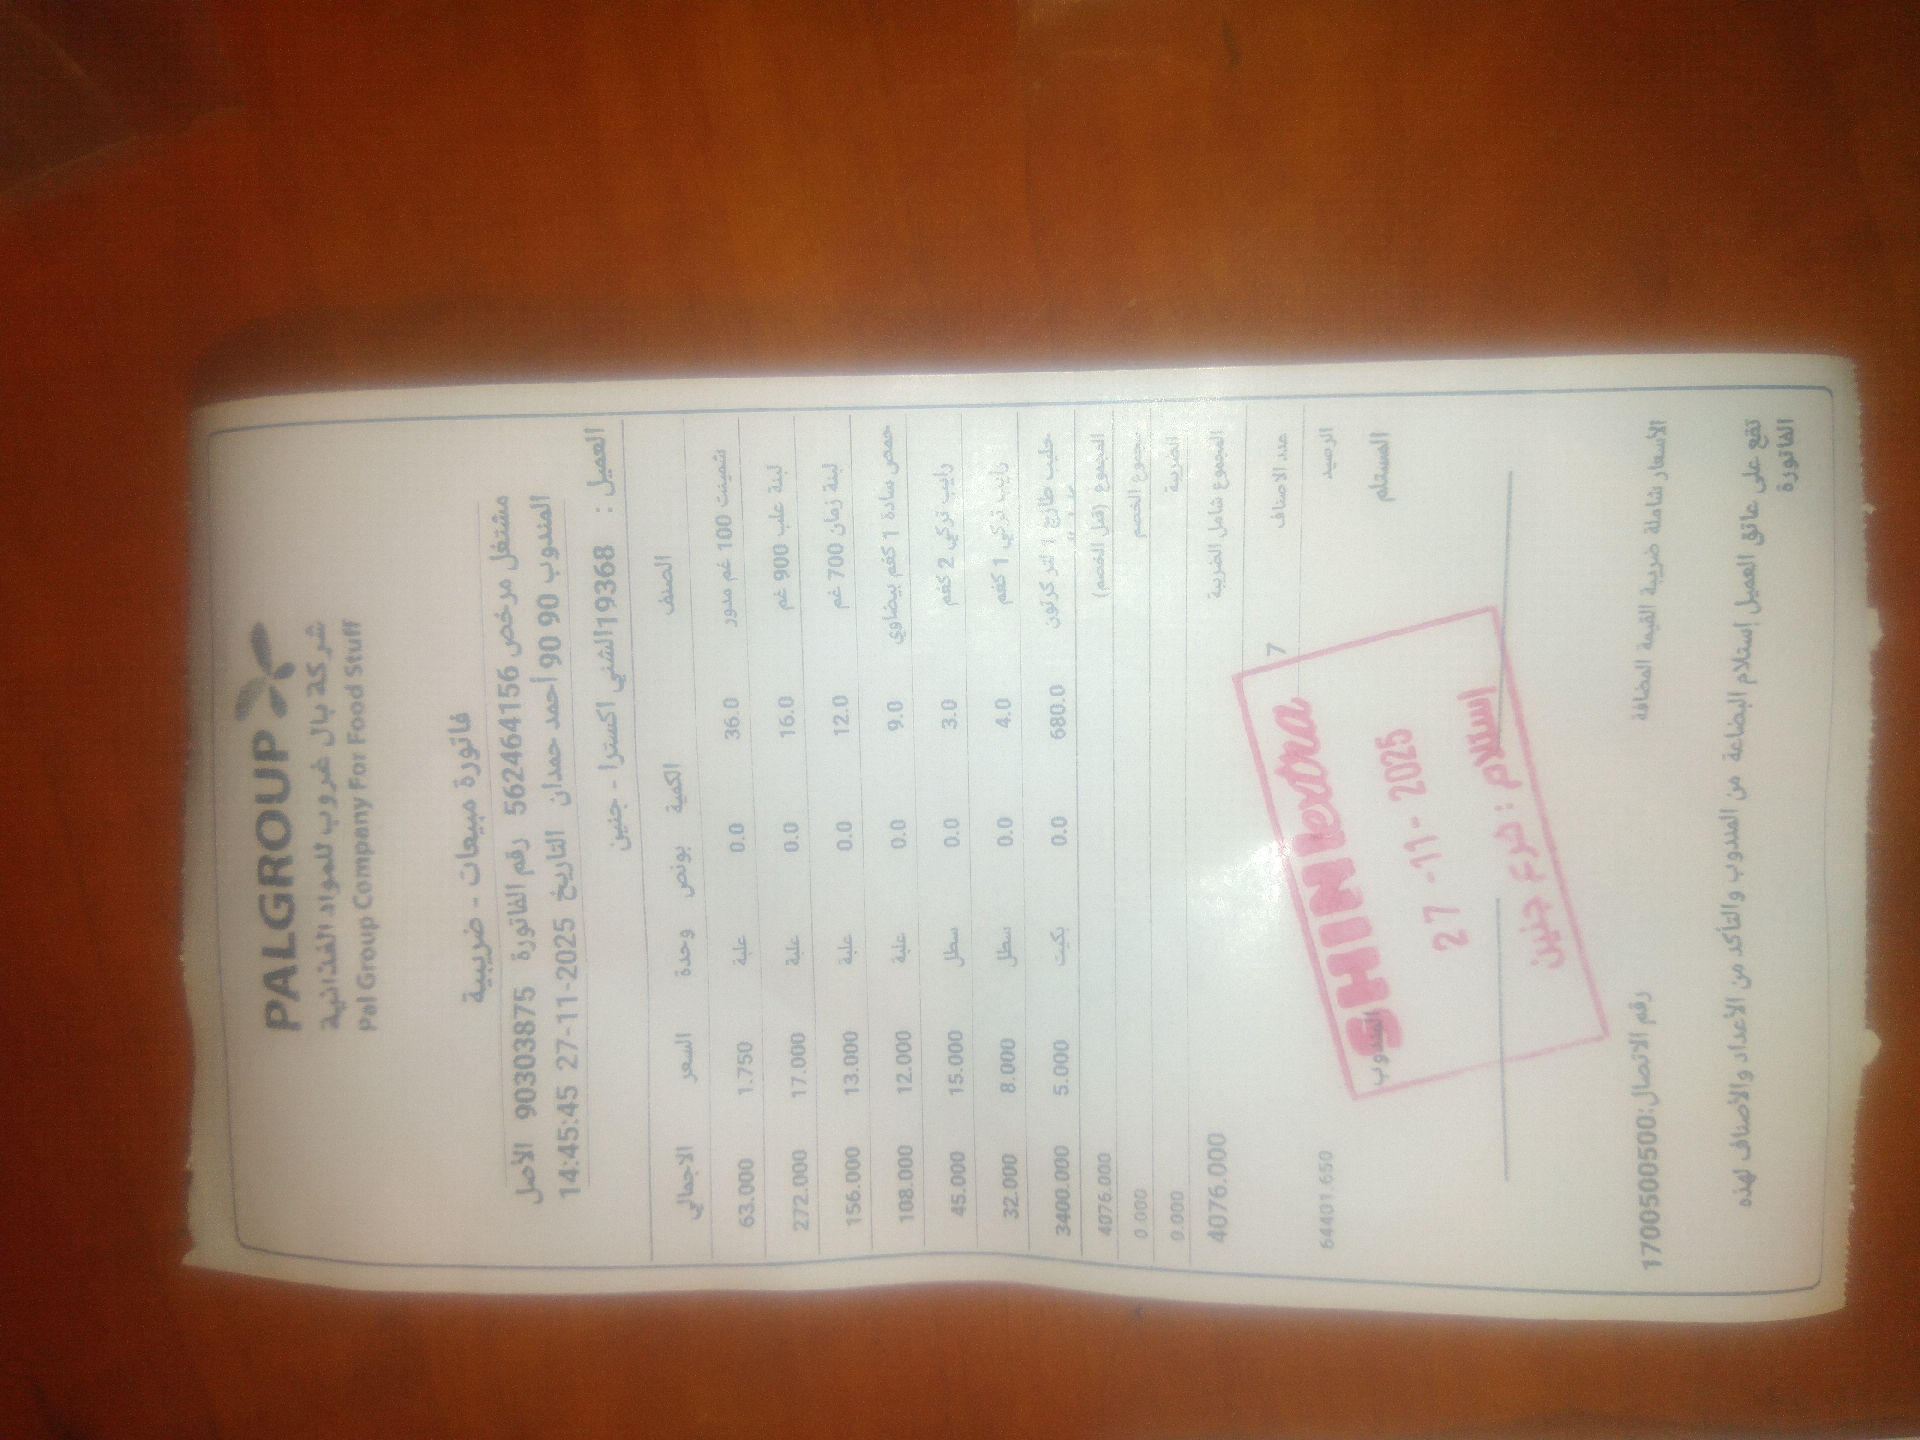 PALGROUP
شركة بال غروب للمواد الغذائية
Pal Group Company For Food Stuff
فاتورة مبيعات - ضريبية
مشتغل مرخص 562464156 رقم الفاتورة 90303875 الأصل
المندوب 90 90 أحمد حمدان التاريخ 27-11-2025 14:45:45
العميل : 19368الشني اكسترا - جنين
الصنف الكمية بونص وحدة السعر الاجمالي
شمينت 100 غم مدور 36.0 0.0 علبة 1.750 63.000
لبنة علب 900 غم 16.0 0.0 علبة 17.000 272.000
لبنة زمان 700 غم 12.0 0.0 علبة 13.000 156.000
حمص سادة 1 كغم بيضاوي 9.0 0.0 علبة 12.000 108.000
رايب تركي 2 كغم 3.0 0.0 سطل 15.000 45.000
رايب تركي 1 كغم 4.0 0.0 سطل 8.000 32.000
حليب طازج 1 لتر كرتون 680.0 0.0 بكيت 5.000 3400.000
المجموع (قبل الخصم) 4076.000
مجموع الخصم 0.000
الضريبة 0.000
المجموع شامل الضريبة 4076.000
عدد الاصناف 7
الرصيد 64401.650
المستلم المندوب
SHINI extra
27 -11- 2025
استلام : فرع جنين
الأسعار شاملة ضريبة القيمة المضافة رقم الاتصال:1700500500
تقع على عاتق العميل إستلام البضاعة من المندوب والتأكد من الأعداد والأصناف لهذه
الفاتورة